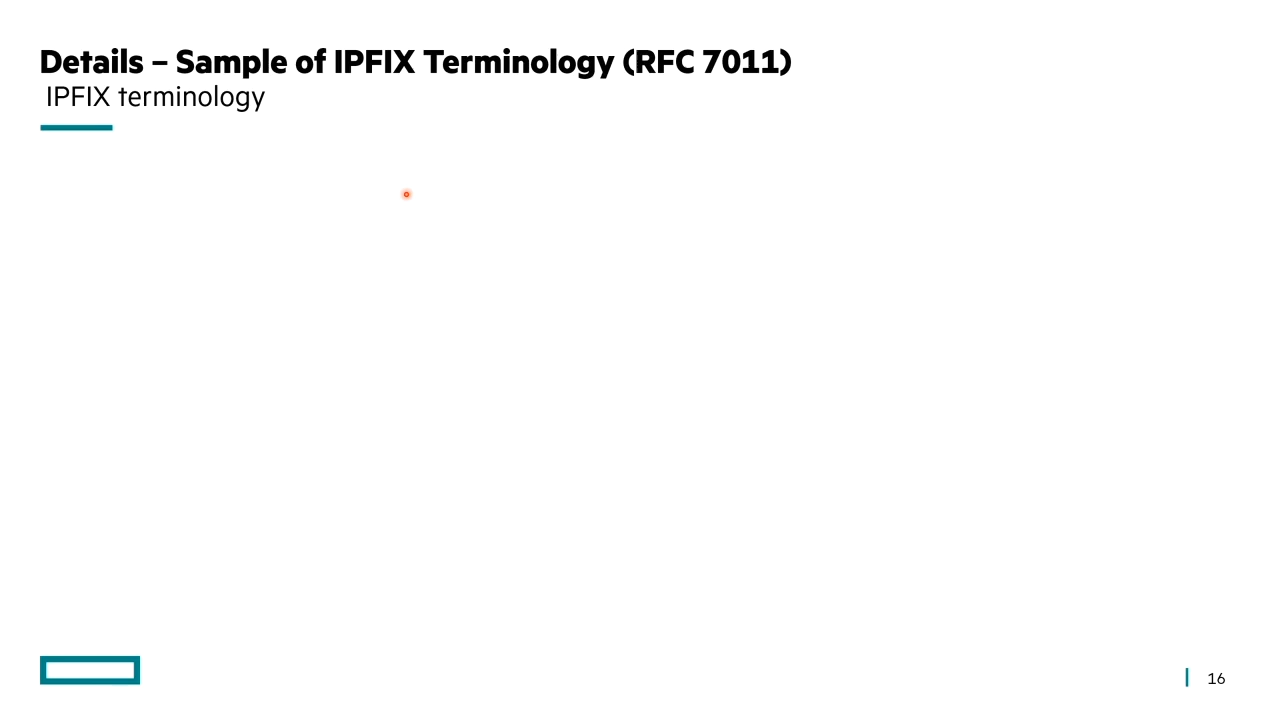 Details – Sample of IPFIX Terminology (RFC 7011)
IPFIX terminology
16